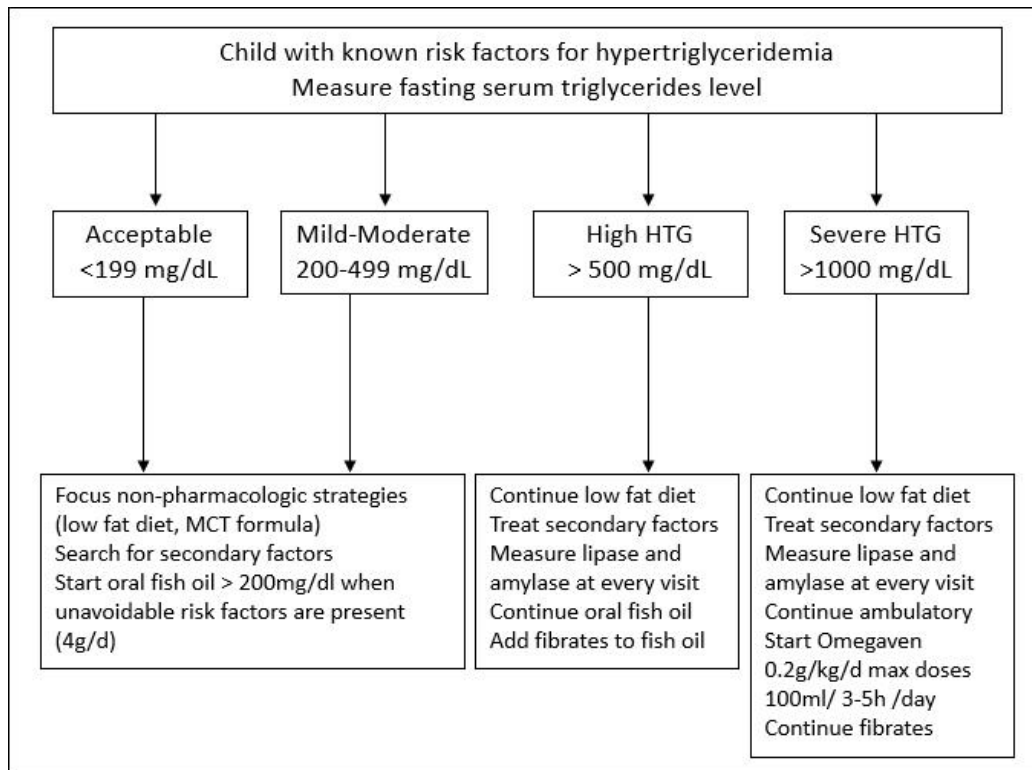 Child with known risk factors for hypertriglyceridemia
Measure fasting serum triglycerides level
Acceptable
<199 mg/dL
Mild-Moderate
200-499 mg/dL
High HTG
> 500 mg/dL
Severe HTG
>1000 mg/dL
Focus non-pharmacologic strategies
(low fat diet, MCT formula)
Search for secondary factors
Start oral fish oil > 200mg/dl when
unavoidable risk factors are present
(4g/d)
Continue low fat diet
Treat secondary factors
Measure lipase and
amylase at every visit
Continue oral fish oil
Add fibrates to fish oil
Continue low fat diet
Treat secondary factors
Measure lipase and
amylase at every visit
Continue ambulatory
Start Omegaven
0.2g/kg/d max doses
100ml/ 3-5h /day
Continue fibrates